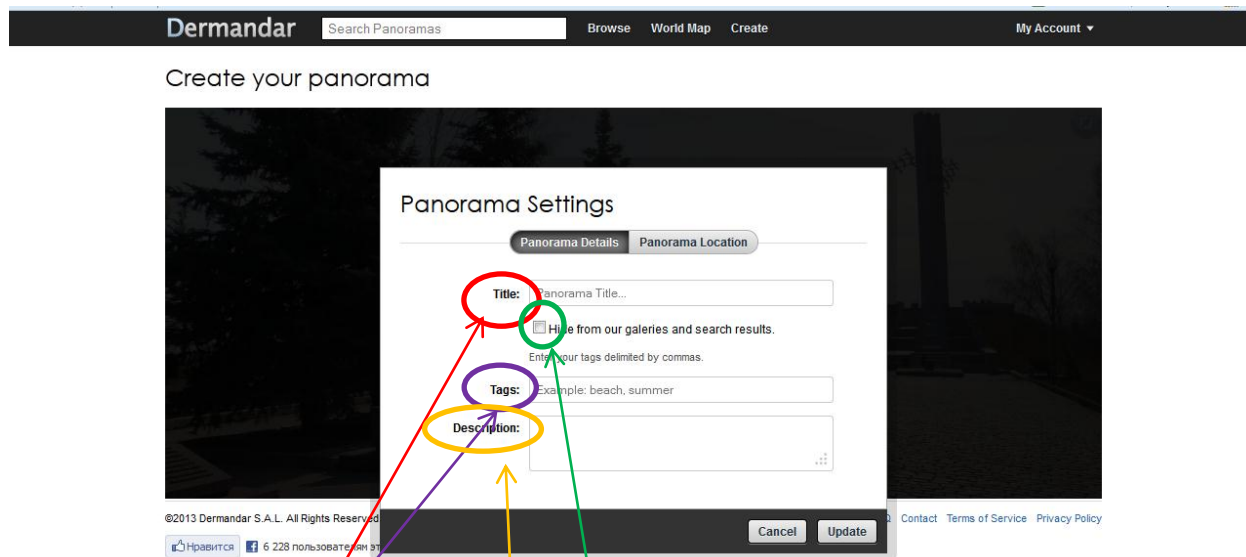 Dermandar Search Panoramas Browse World Map Create My Account
Create your panorama
Panorama Settings
Panorama Details Panorama Location
Title: Panorama Title...
Hide from our galeries and search results.
Enter your tags delimited by commas.
Tags: Example: beach, summer
Description:
©2013 Dermandar S.A.L. All Rights Reserved Contact Terms of Service Privacy Policy
Cancel Update
Нравится 6 228 пользователям